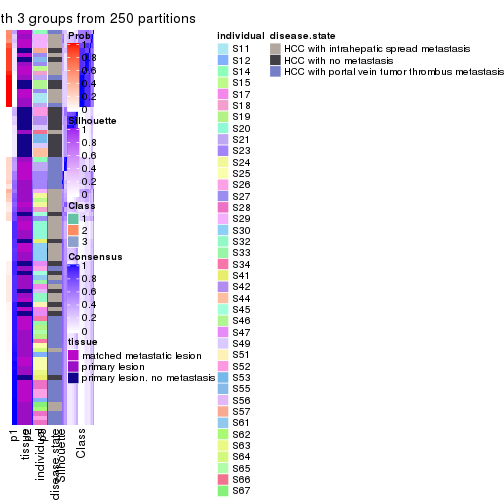 th 3 groups from 250 partitions
Prob
1
0.8
0.6
0.4
0.2
0
Silhouette
1
0.8
0.6
0.4
0.2
0
Class
1
2
3
Consensus
1
0.8
0.6
0.4
0.2
0
tissue
matched metastatic lesion
primary lesion
primary lesion. no metastasis
individual
S11
S12
S14
S15
S17
S18
S19
S20
S21
S23
S24
S25
S26
S27
S28
S29
S30
S32
S33
S34
S41
S42
S44
S45
S46
S47
S49
S51
S52
S53
S55
S56
S57
S61
S62
S63
S64
S65
S66
S67
disease.state
HCC with intrahepatic spread metastasis
HCC with no metastasis
HCC with portal vein tumor thrombus metastasis
p1
tissue
individual
disease.state
Silhouette
Class